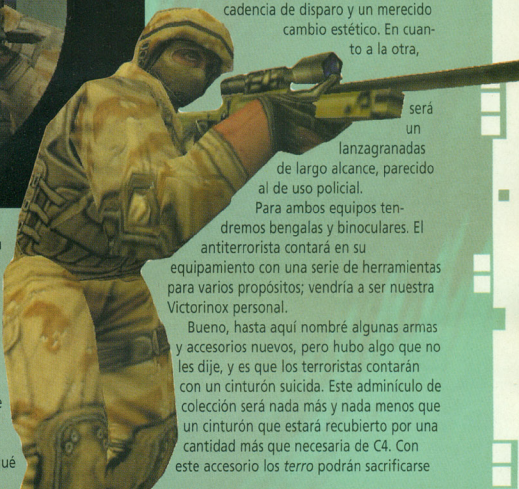 cadencia de disparo y un merecido
cambio estético. En cuan-
to a la otra,
será
un
lanzagranadas
de largo alcance, parecido
al de uso policial.
Para ambos equipos ten-
dremos bengalas y binoculares. El
antiterrorista contará en su
equipamiento con una serie de herramientas
para varios propósitos; vendría a ser nuestra
Victorinox personal.
Bueno, hasta aquí nombré algunas armas
y accesorios nuevos, pero hubo algo que no
les dije, y es que los terroristas contarán
con un cinturón suicida. Este adminículo de
colección será nada más y nada menos que
un cinturón que estará recubierto por una
cantidad más que necesaria de C4. Con
este accesorio los terro podrán sacrificarse